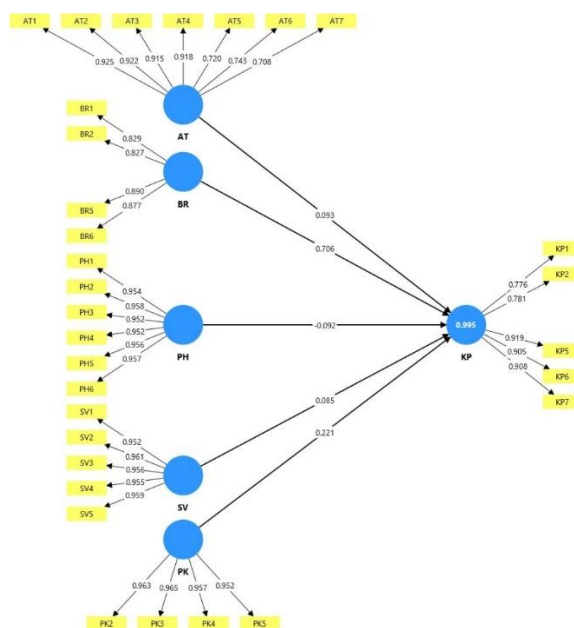 AT1 AT2 AT3 AT4 AT5 AT6 AT7
0.925 0.922 0.915 0.918 0.720 0.743 0.708
AT
BR1
BR2
BR5
BR6
0.829
0.827
0.890
0.877
BR
0.093
0.706
PH1
PH2
PH3
PH4
PH5
PH6
0.954
0.958
0.952
0.952
0.956
0.957
PH
-0.092
SV1
SV2
SV3
SV4
SV5
0.952
0.961
0.956
0.955
0.959
SV
0.085
0.221
PK
0.963 0.965 0.957 0.952
PK2 PK3 PK4 PK5
0.995
KP
0.776
0.781
0.919
0.905
0.908
KP1
KP2
KP5
KP6
KP7